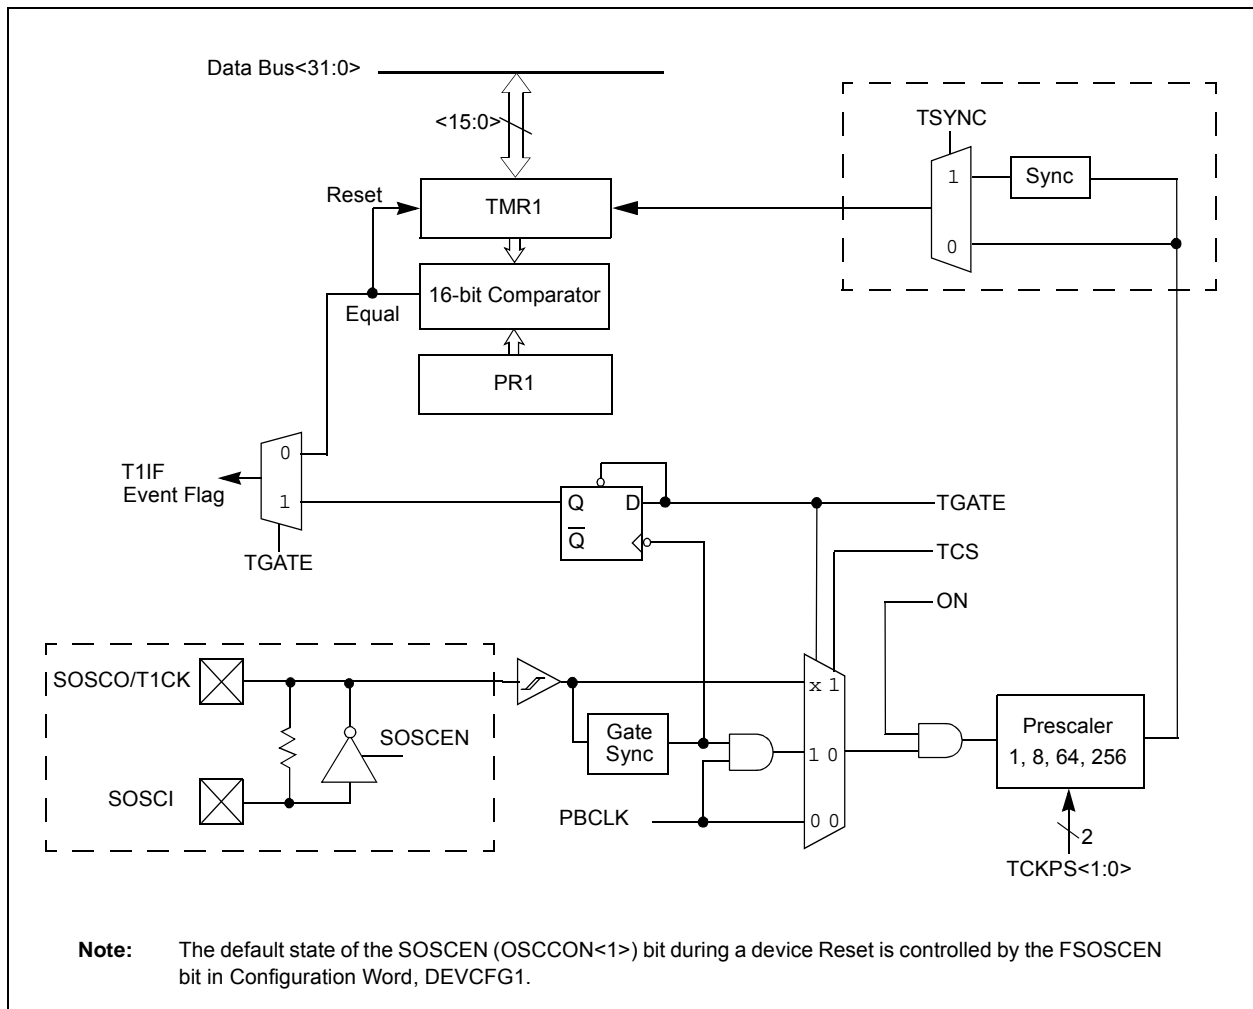 Data Bus<31:0>
<15:0>
TSYNC
1
Sync
0
Reset
TMR1
16-bit Comparator
Equal
PR1
0
T1IF
Event Flag
1
TGATE
Q
D
Q
TGATE
TCS
ON
SOSCO/T1CK
SOSCEN
SOSCI
Gate
Sync
PBCLK
x 1
1 0
0 0
Prescaler
1, 8, 64, 256
2
TCKPS<1:0>
Note: The default state of the SOSCEN (OSCCON<1>) bit during a device Reset is controlled by the FSOSCEN
bit in Configuration Word, DEVCFG1.